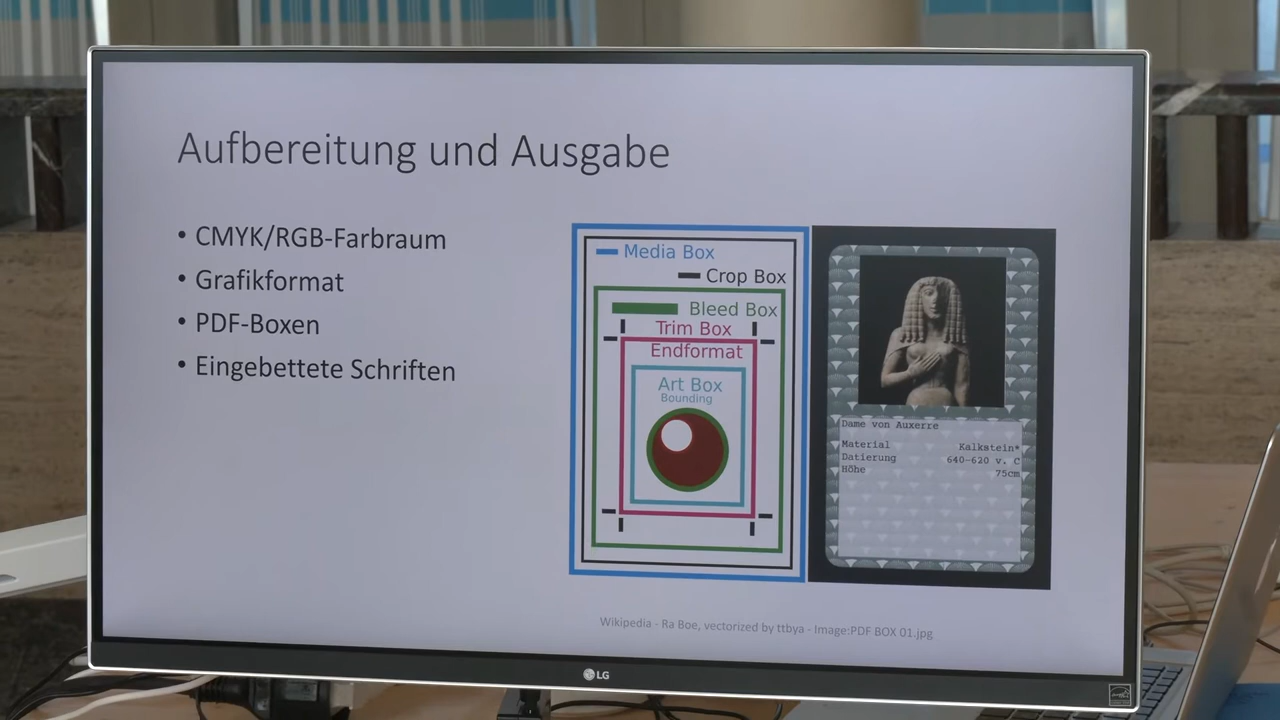 Aufbereitung und Ausgabe
• CMYK/RGB-Farbraum
• Grafikformat
• PDF-Boxen
• Eingebettete Schriften
Media Box
Crop Box
Bleed Box
Trim Box
Endformat
Art Box
Bounding
Dame von Auxerre
Material Kalkstein*
Datierung 640-620 v. C
Höhe 75cm
Wikipedia - Ra Boe, vectorized by ttbya - Image:PDF BOX 01.jpg
LG